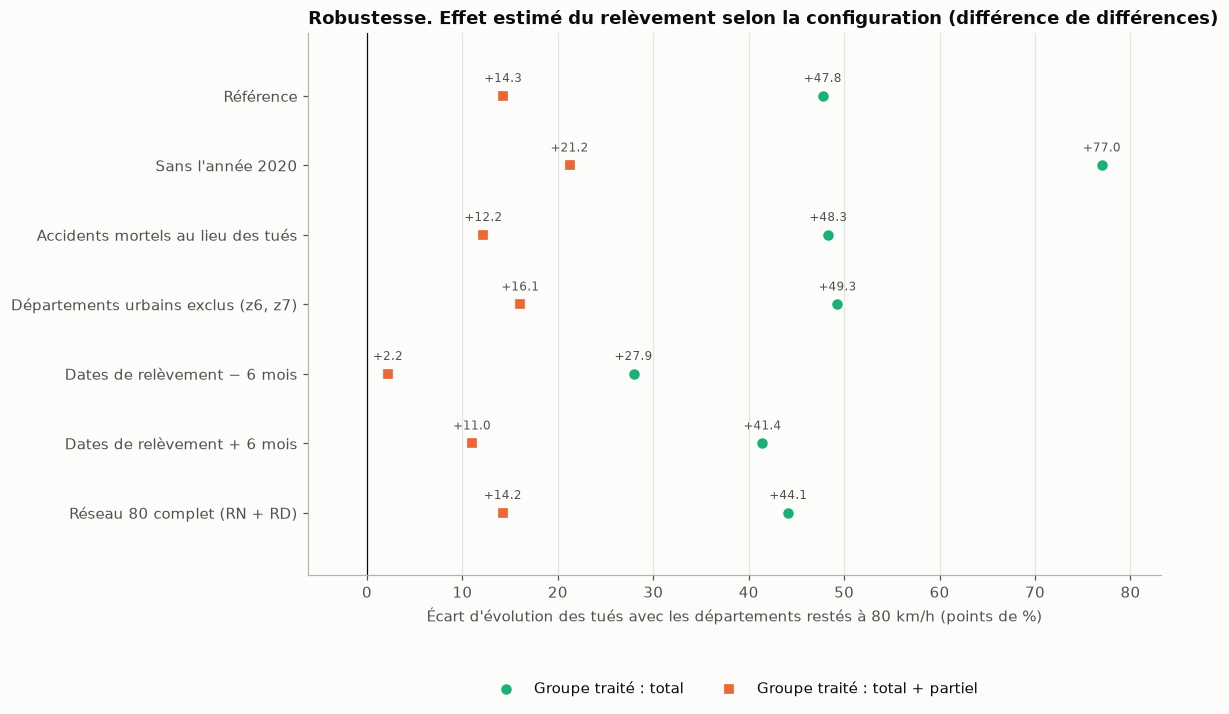 Robustesse. Effet estimé du relèvement selon la configuration (différence de différences)
Référence
+14.3
+47.8
Sans l'année 2020
+21.2
+77.0
Accidents mortels au lieu des tués
+12.2
+48.3
Départements urbains exclus (z6, z7)
+16.1
+49.3
Dates de relèvement − 6 mois
+2.2
+27.9
Dates de relèvement + 6 mois
+11.0
+41.4
Réseau 80 complet (RN + RD)
+14.2
+44.1
0 10 20 30 40 50 60 70 80
Écart d'évolution des tués avec les départements restés à 80 km/h (points de %)
Groupe traité : total
Groupe traité : total + partiel